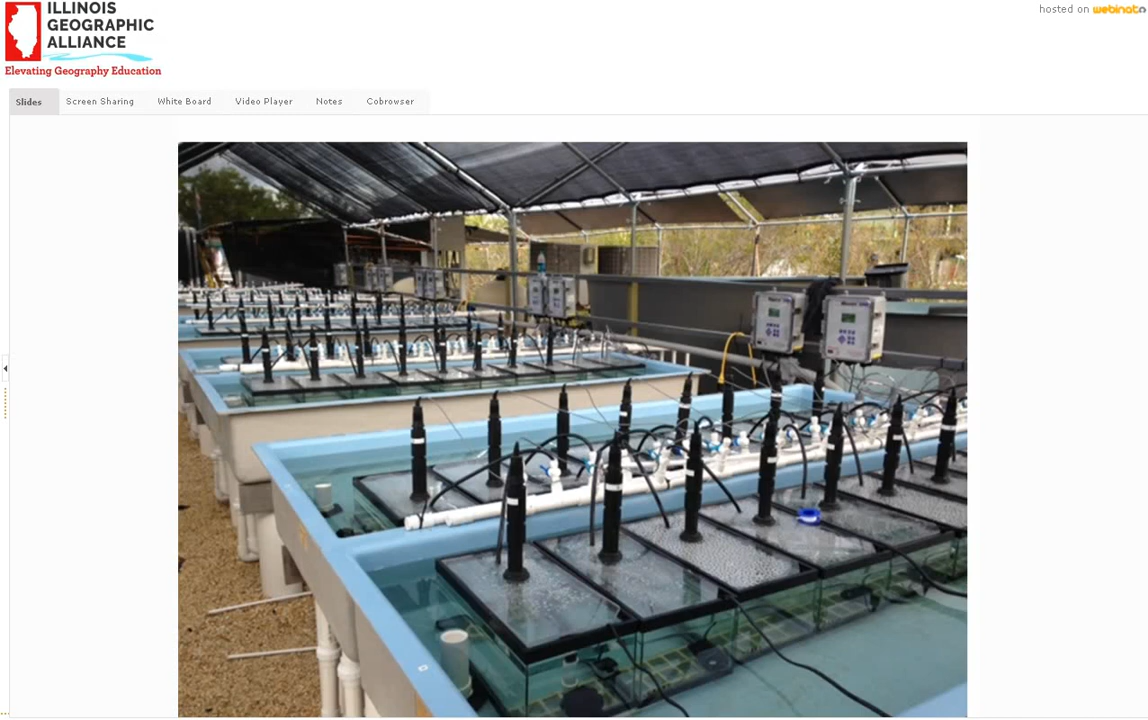 ILLINOIS
GEOGRAPHIC
ALLIANCE
Elevating Geography Education
hosted on webinato
Slides
Screen Sharing
White Board
Video Player
Notes
Cobrowser